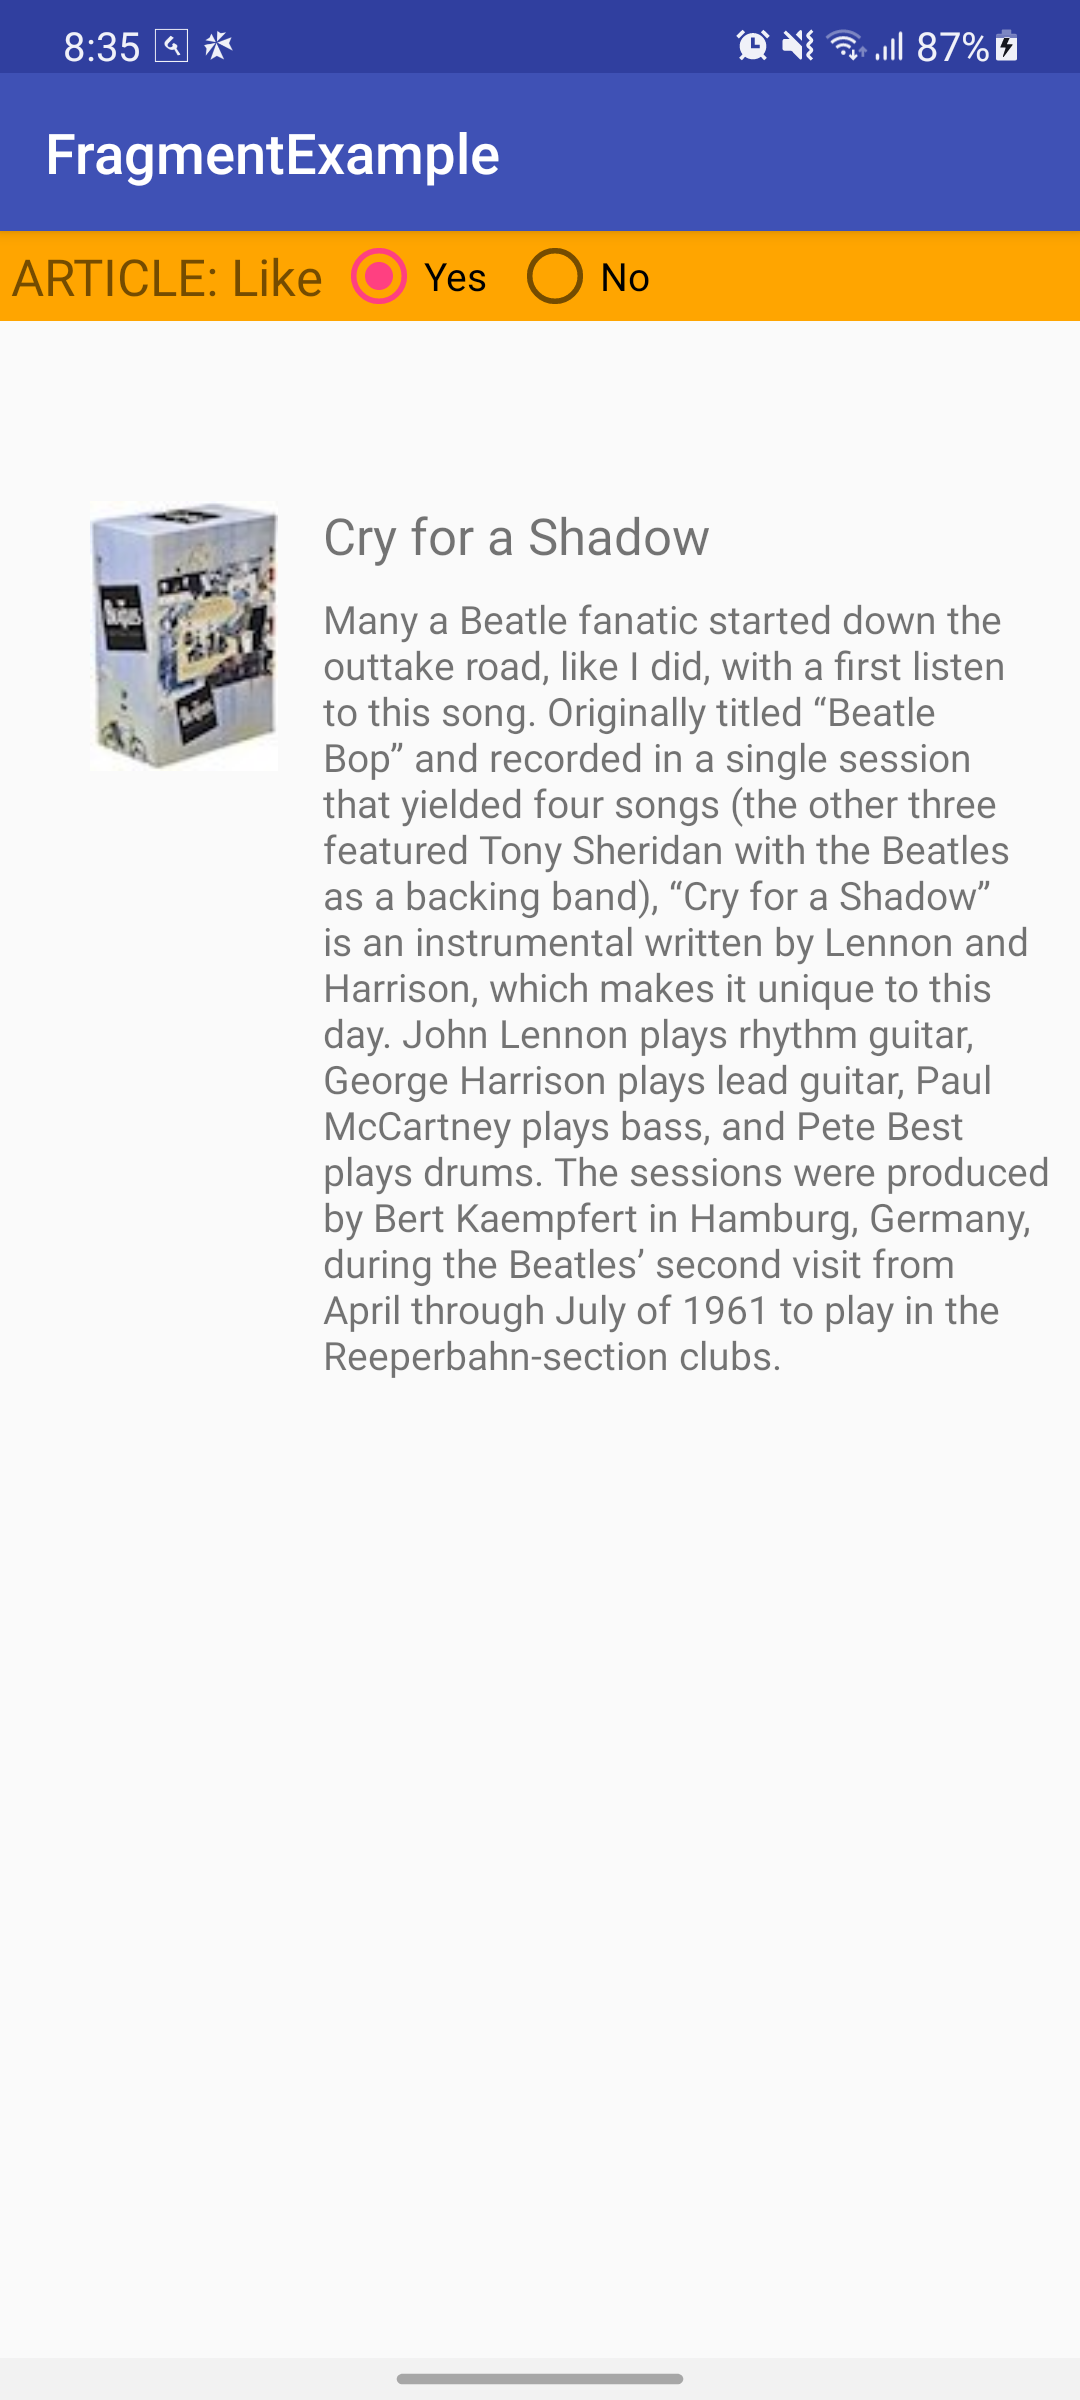 8:35 87%
FragmentExample
ARTICLE: Like Yes No
Cry for a Shadow
Many a Beatle fanatic started down the
outtake road, like I did, with a first listen
to this song. Originally titled “Beatle
Bop” and recorded in a single session
that yielded four songs (the other three
featured Tony Sheridan with the Beatles
as a backing band), “Cry for a Shadow”
is an instrumental written by Lennon and
Harrison, which makes it unique to this
day. John Lennon plays rhythm guitar,
George Harrison plays lead guitar, Paul
McCartney plays bass, and Pete Best
plays drums. The sessions were produced
by Bert Kaempfert in Hamburg, Germany,
during the Beatles’ second visit from
April through July of 1961 to play in the
Reeperbahn-section clubs.